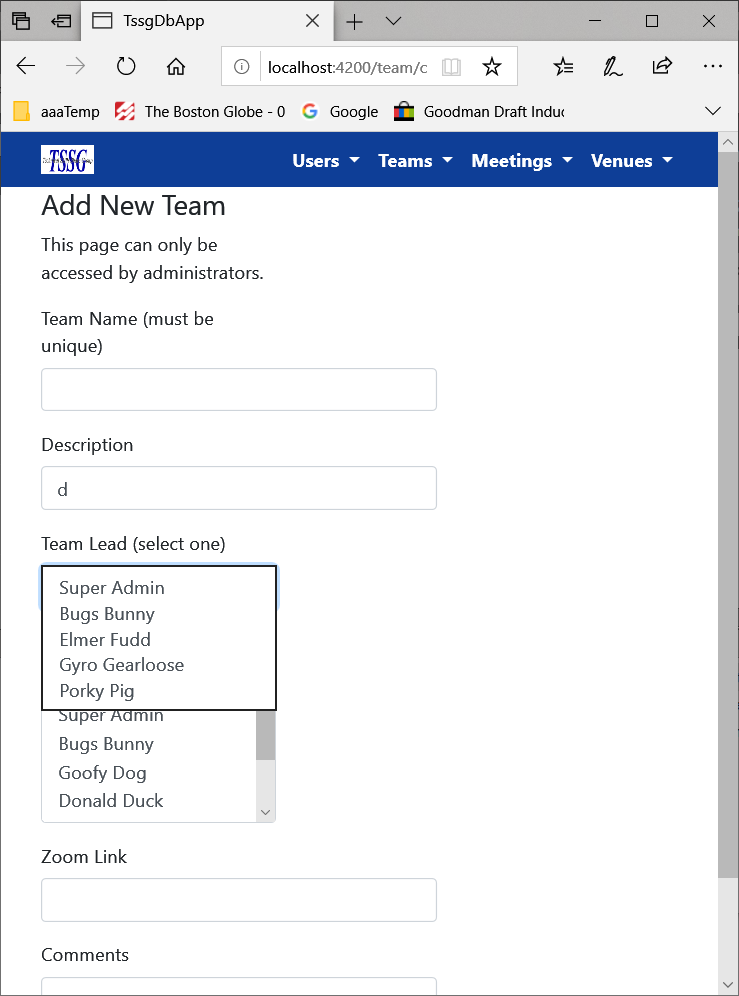 TssgDbApp
localhost:4200/team/c
aaaTemp
The Boston Globe - 0
Google
Goodman Draft Induc
TSSG
Users
Teams
Meetings
Venues
Add New Team
This page can only be
accessed by administrators.
Team Name (must be
unique)
Description
d
Team Lead (select one)
Super Admin
Bugs Bunny
Elmer Fudd
Gyro Gearloose
Porky Pig
Super Admin
Bugs Bunny
Goofy Dog
Donald Duck
Zoom Link
Comments